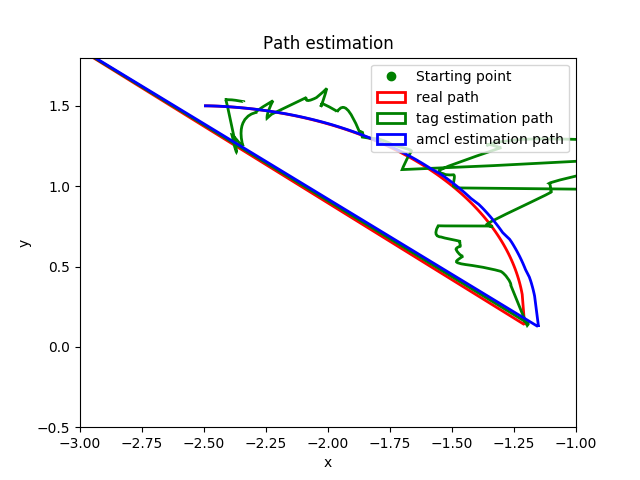 Path estimation
Starting point
real path
tag estimation path
amcl estimation path
1.5
1.0
0.5
0.0
−0.5
y
−3.00 −2.75 −2.50 −2.25 −2.00 −1.75 −1.50 −1.25 −1.00
x